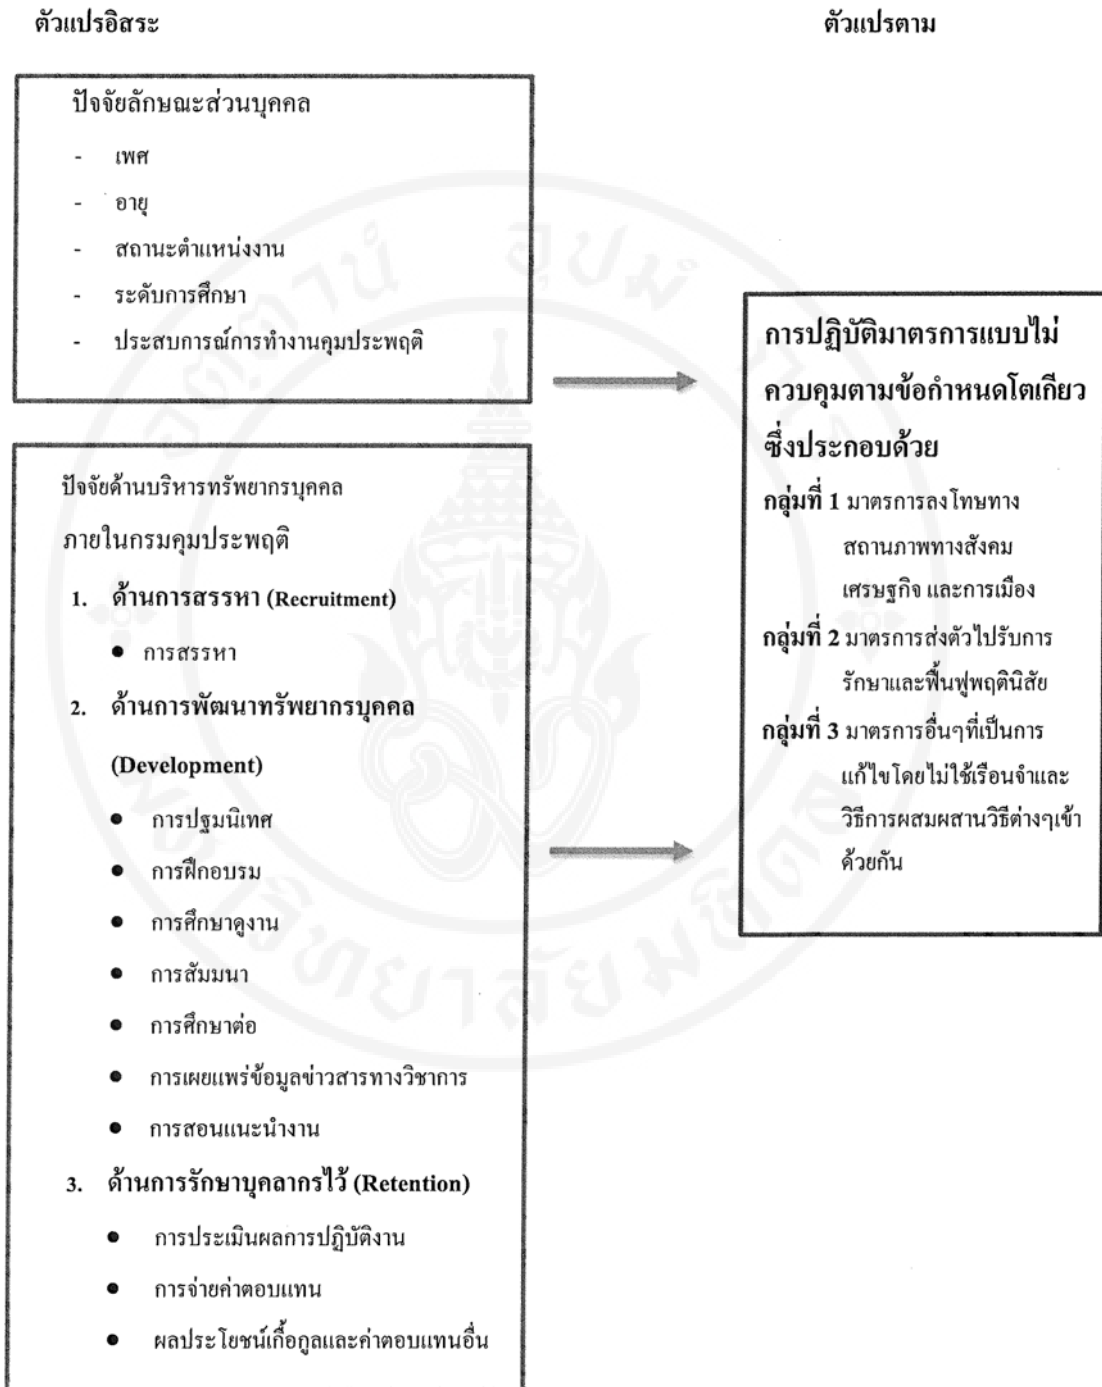 ตัวแปรอิสระ
ตัวแปรตาม
ปัจจัยลักษณะส่วนบุคคล
- เพศ
- อายุ
- สถานะตำแหน่งงาน
- ระดับการศึกษา
- ประสบการณ์การทำงานคุมประพฤติ
ปัจจัยด้านบริหารทรัพยากรบุคคล
ภายในกรมคุมประพฤติ
1. ด้านการสรรหา (Recruitment)
● การสรรหา
2. ด้านการพัฒนาทรัพยากรบุคคล
(Development)
● การปฐมนิเทศ
● การฝึกอบรม
● การศึกษาดูงาน
● การสัมมนา
● การศึกษาต่อ
● การเผยแพร่ข้อมูลข่าวสารทางวิชาการ
● การสอนแนะนำงาน
3. ด้านการรักษาบุคลากรไว้ (Retention)
● การประเมินผลการปฏิบัติงาน
● การจ่ายค่าตอบแทน
● ผลประโยชน์เกื้อกูลและค่าตอบแทนอื่น
การปฏิบัติมาตรการแบบไม่
ควบคุมตามข้อกำหนดโตเกียว
ซึ่งประกอบด้วย
กลุ่มที่ 1 มาตรการลงโทษทาง
สถานภาพทางสังคม
เศรษฐกิจ และการเมือง
กลุ่มที่ 2 มาตรการส่งตัวไปรับการ
รักษาและฟื้นฟูพฤตินิสัย
กลุ่มที่ 3 มาตรการอื่นๆที่เป็นการ
แก้ไขโดยไม่ใช้เรือนจำและ
วิธีการผสมผสานวิธีต่างๆเข้า
ด้วยกัน